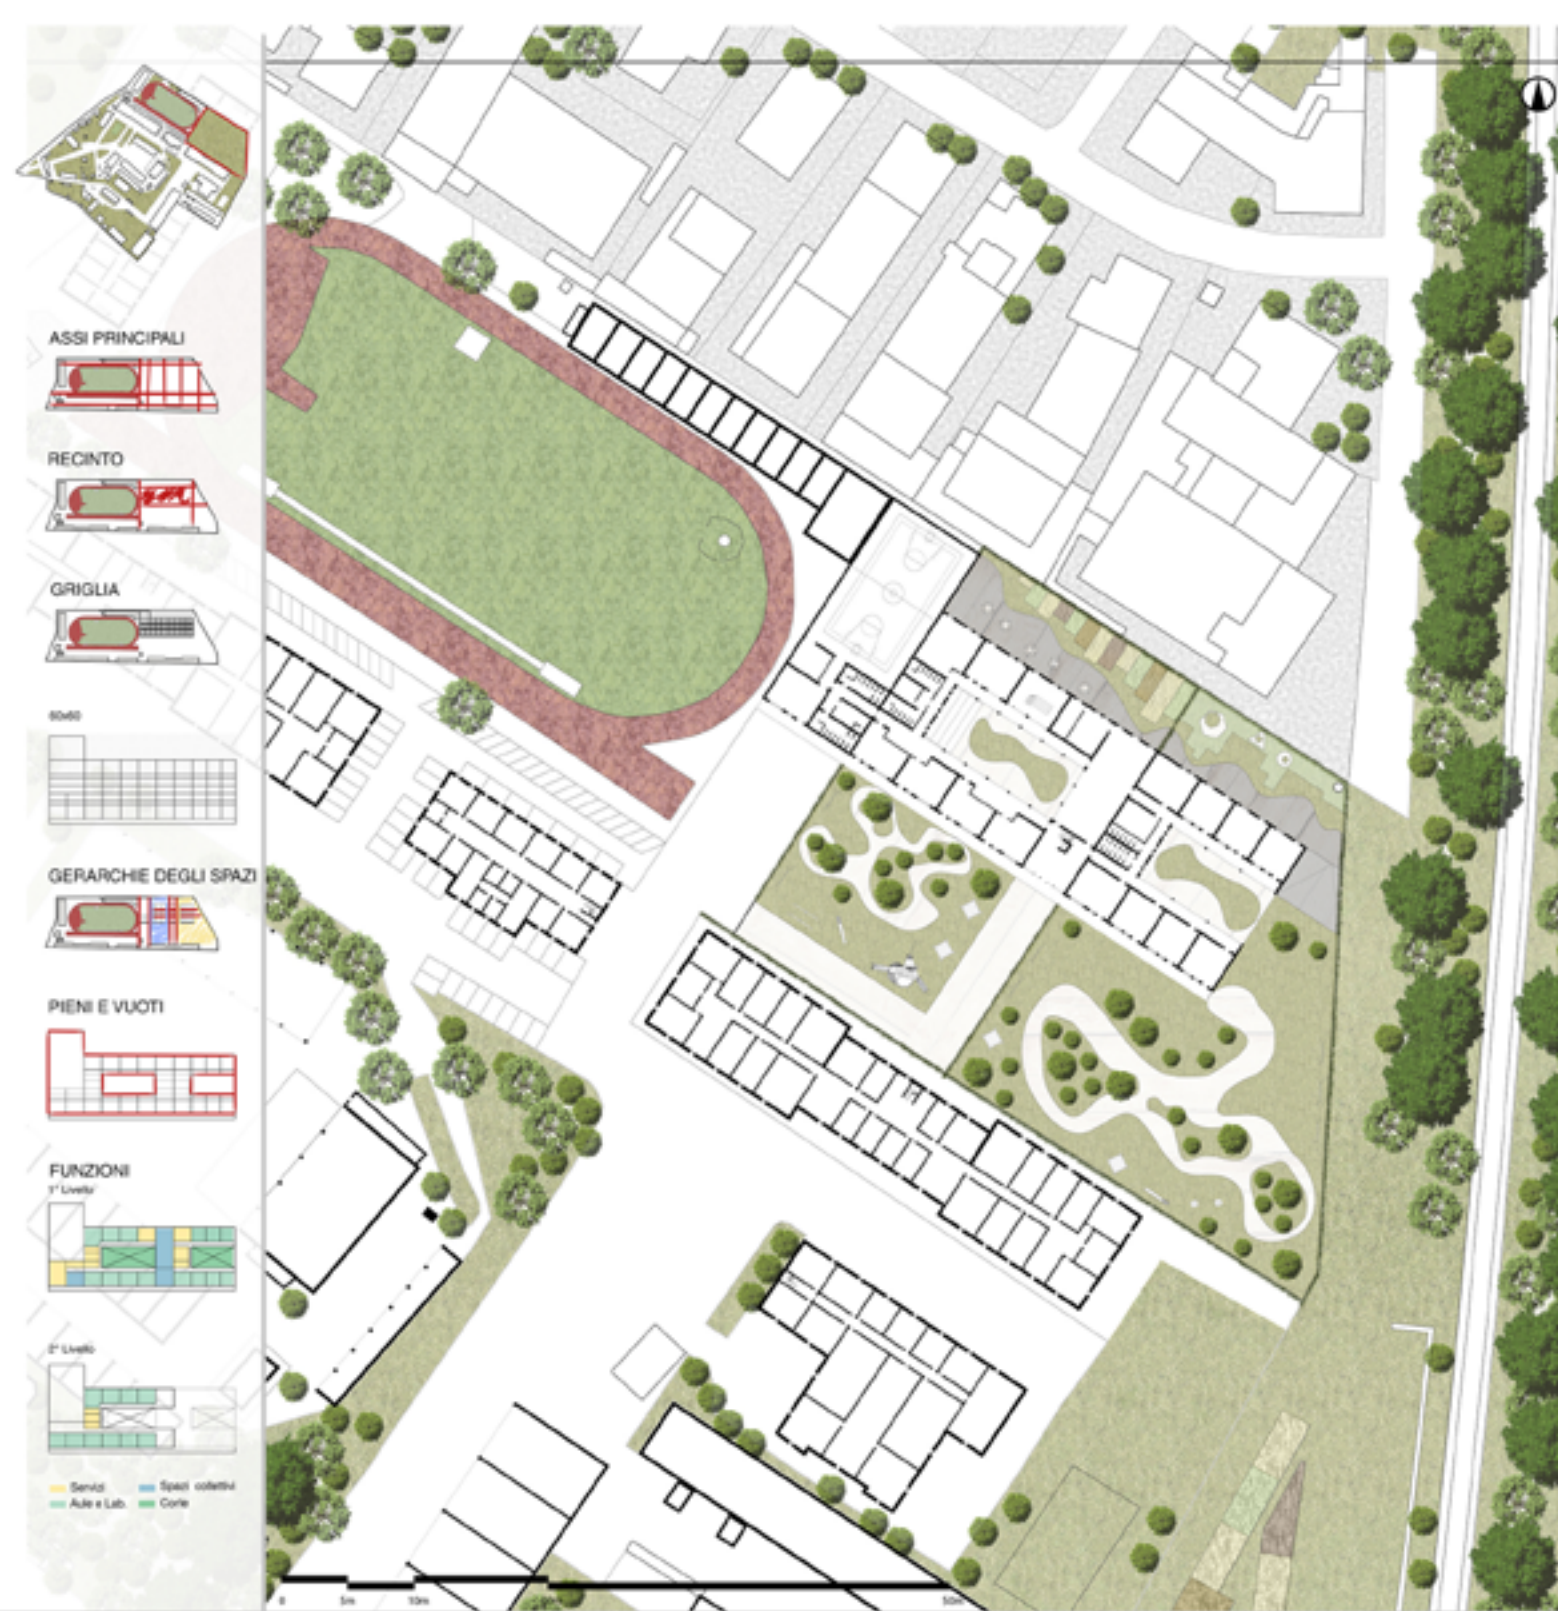 ASSI PRINCIPALI
RECINTO
GRIGLIA
60x60
GERARCHIE DEGLI SPAZI
PIENI E VUOTI
FUNZIONI
1° Livello
2° Livello
Servizi
Spazi collettivi
Aule e Lab.
Corte
0 5m 10m 50m